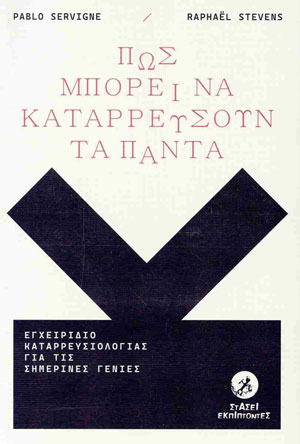 PABLO SERVIGNE / RAPHAËL STEVENS
ΠΩΣ
ΜΠΟΡΕΙ ΝΑ
ΚΑΤΑΡΡΕΥΣΟΥΝ
ΤΑ ΠΑΝΤΑ
ΕΓΧΕΙΡΙΔΙΟ
ΚΑΤΑΡΡΕΥΣΙΟΛΟΓΙΑΣ
ΓΙΑ ΤΙΣ
ΣΗΜΕΡΙΝΕΣ ΓΕΝΙΕΣ
ΣΤΑΣΕΙ
ΕΚΠΙΠΤΟΝΤΕΣ